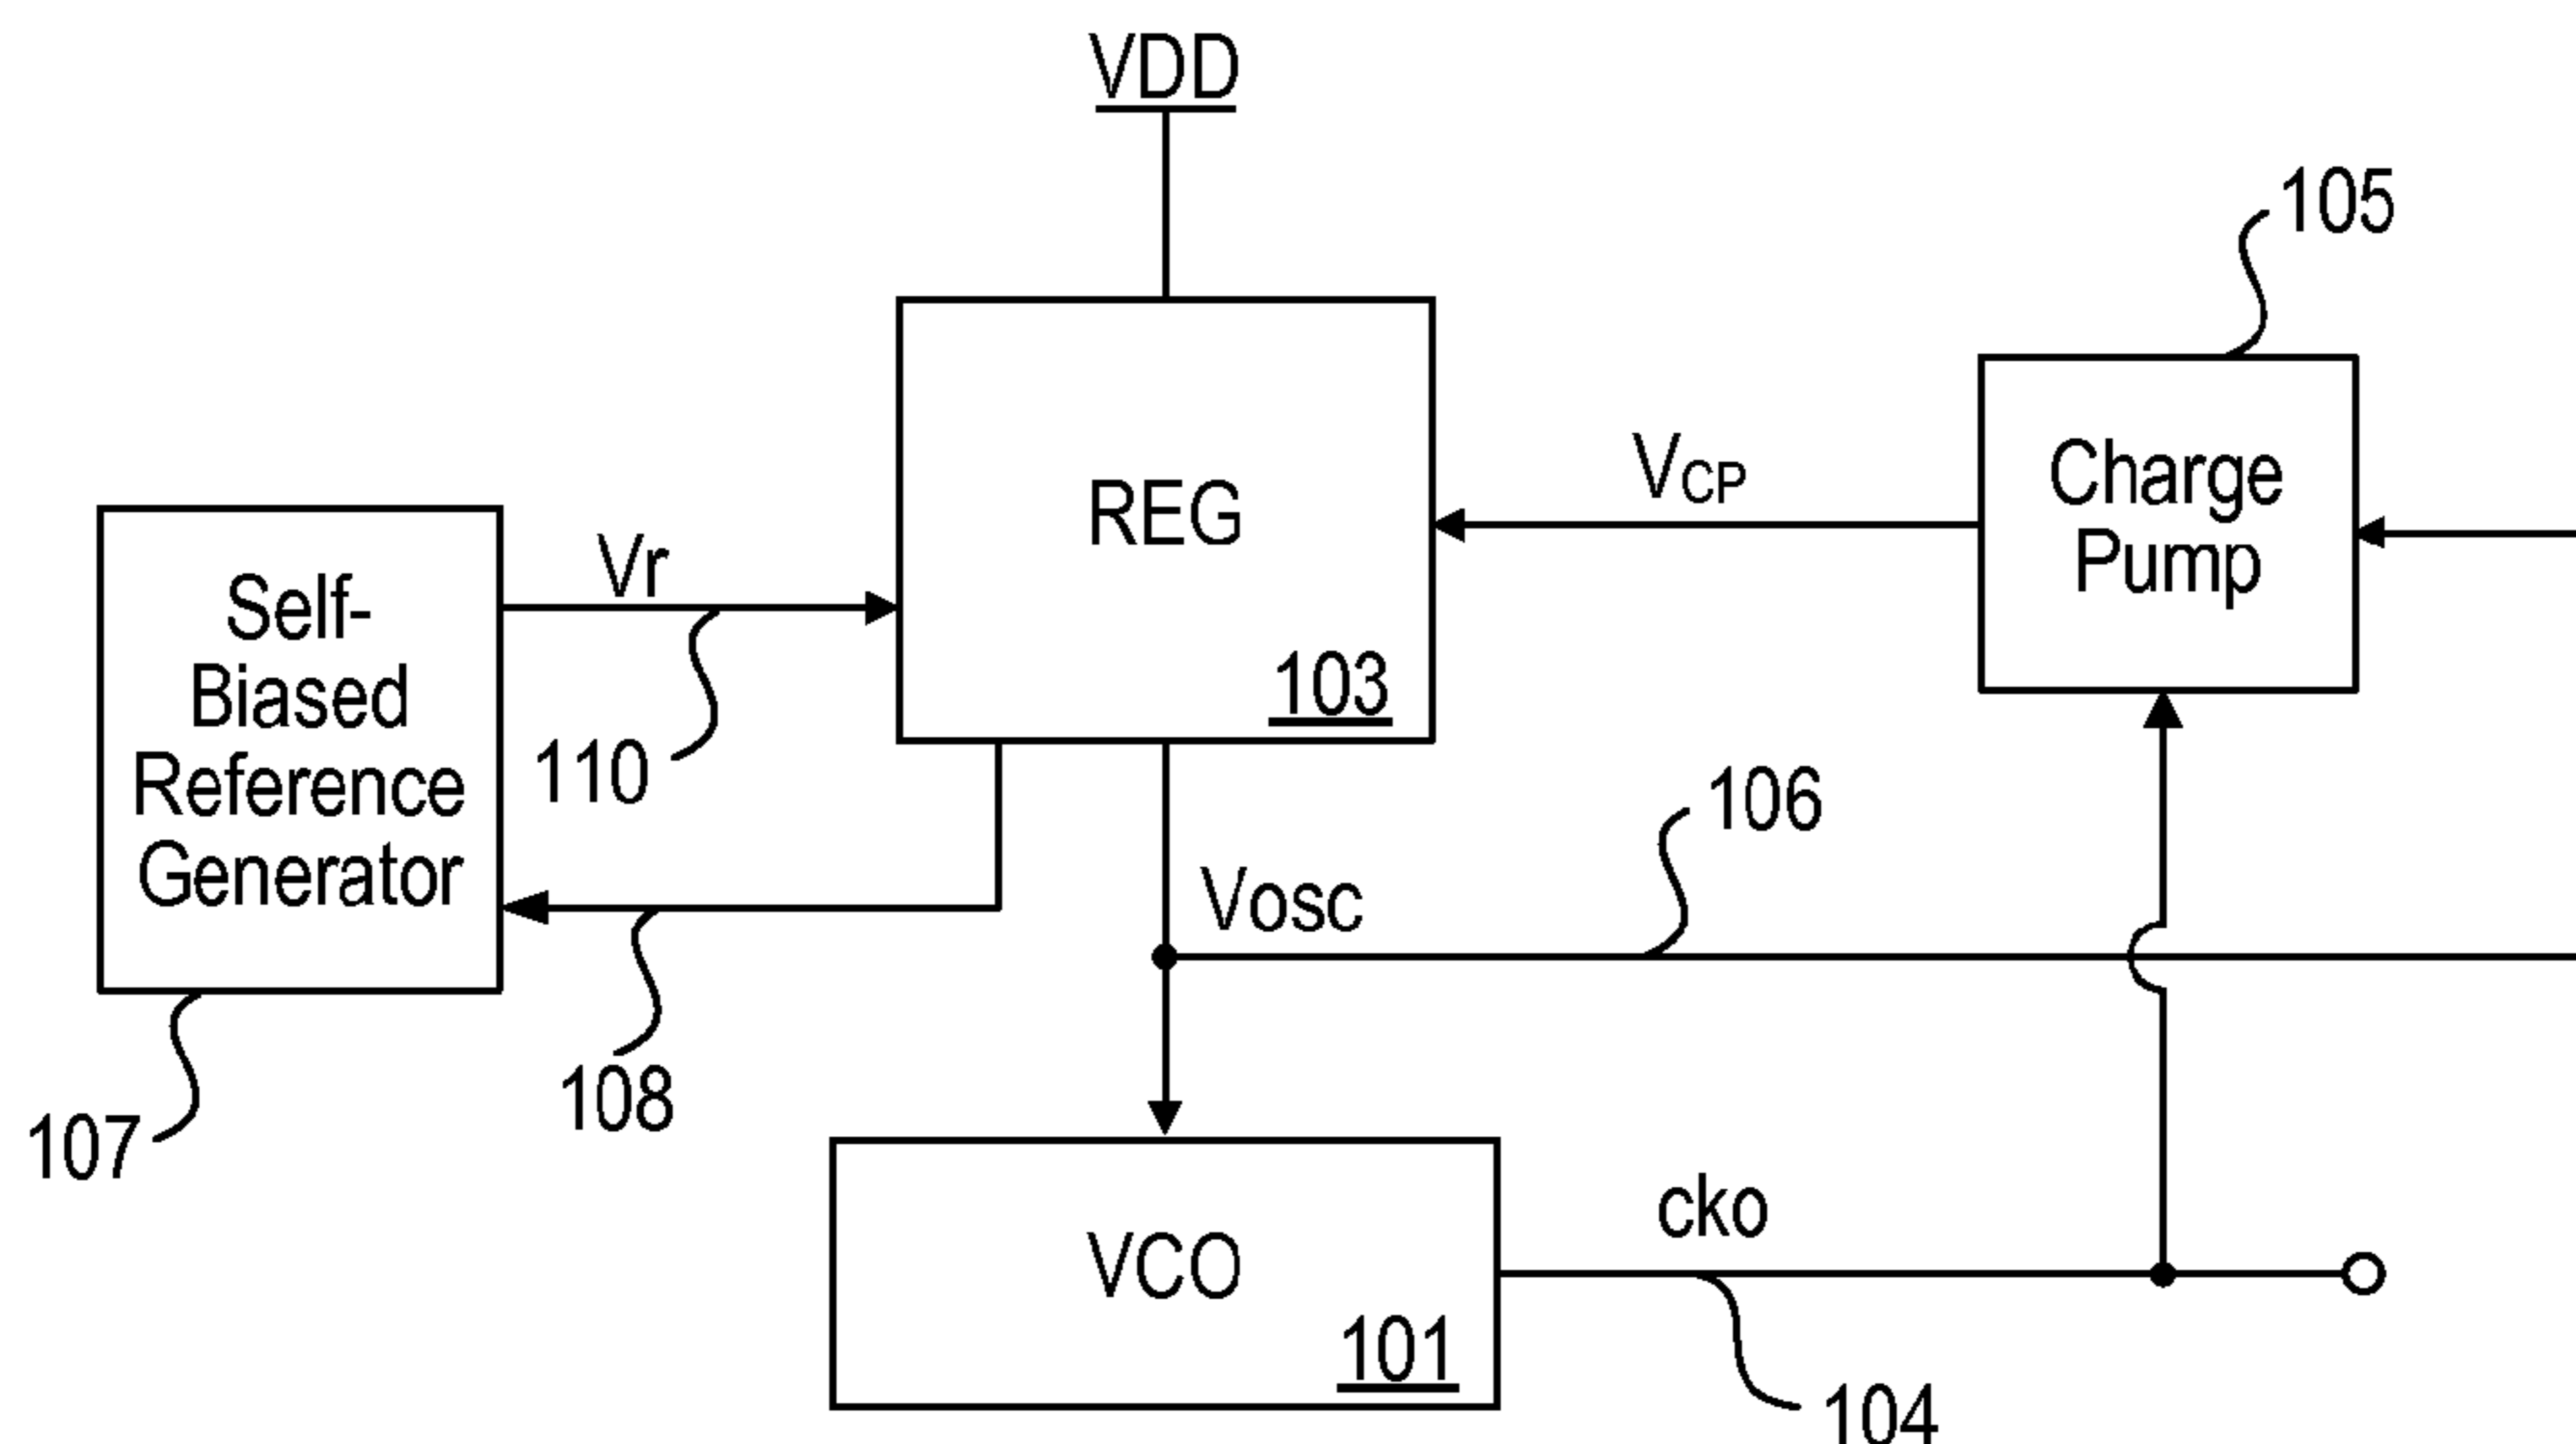 VDD
105
REG
VCP
Charge
Pump
Vr
Self-
Biased
Reference
Generator
103
110
106
Vosc
108
107
cko
VCO
101
104